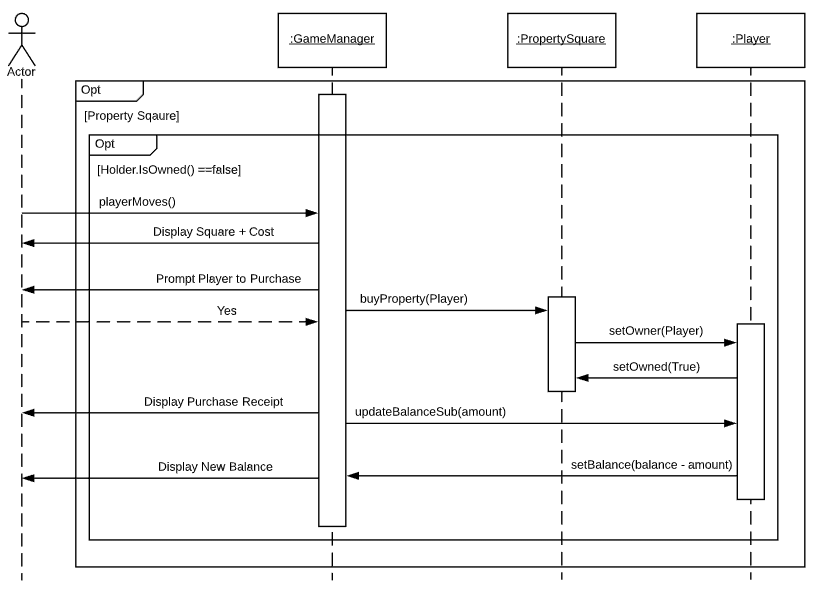 :GameManager
:PropertySquare
:Player
Actor
Opt
[Property Sqaure]
Opt
[Holder.IsOwned() ==false]
playerMoves()
Display Square + Cost
Prompt Player to Purchase
buyProperty(Player)
Yes
setOwner(Player)
setOwned(True)
Display Purchase Receipt
updateBalanceSub(amount)
Display New Balance
setBalance(balance - amount)